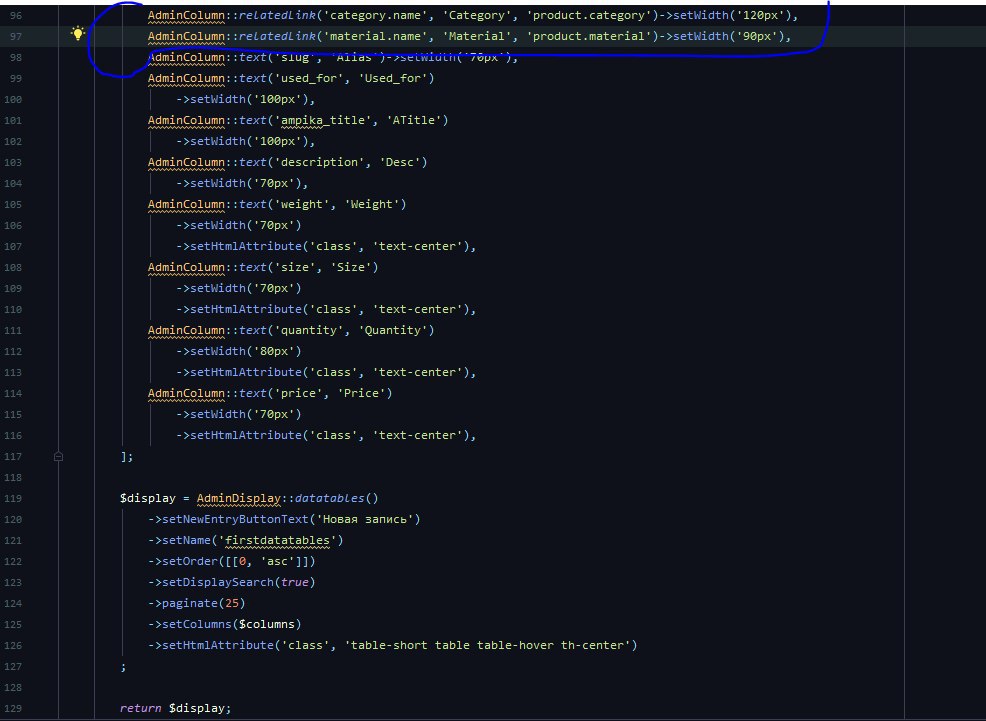 96 AdminColumn::relatedLink('category.name', 'Category', 'product.category')->setWidth('120px'),
97 AdminColumn::relatedLink('material.name', 'Material', 'product.material')->setWidth('90px'),
98 AdminColumn::text('slug', 'Alias')->setWidth('70px'),
99 AdminColumn::text('used_for', 'Used_for')
100 ->setWidth('100px'),
101 AdminColumn::text('ampika_title', 'ATitle')
102 ->setWidth('100px'),
103 AdminColumn::text('description', 'Desc')
104 ->setWidth('70px'),
105 AdminColumn::text('weight', 'Weight')
106 ->setWidth('70px')
107 ->setHtmlAttribute('class', 'text-center'),
108 AdminColumn::text('size', 'Size')
109 ->setWidth('70px')
110 ->setHtmlAttribute('class', 'text-center'),
111 AdminColumn::text('quantity', 'Quantity')
112 ->setWidth('80px')
113 ->setHtmlAttribute('class', 'text-center'),
114 AdminColumn::text('price', 'Price')
115 ->setWidth('70px')
116 ->setHtmlAttribute('class', 'text-center'),
117 ];
118
119 $display = AdminDisplay::datatables()
120 ->setNewEntryButtonText('Новая запись')
121 ->setName('firstdatatables')
122 ->setOrder([[0, 'asc']])
123 ->setDisplaySearch(true)
124 ->paginate(25)
125 ->setColumns($columns)
126 ->setHtmlAttribute('class', 'table-short table table-hover th-center')
127 ;
128
129 return $display;